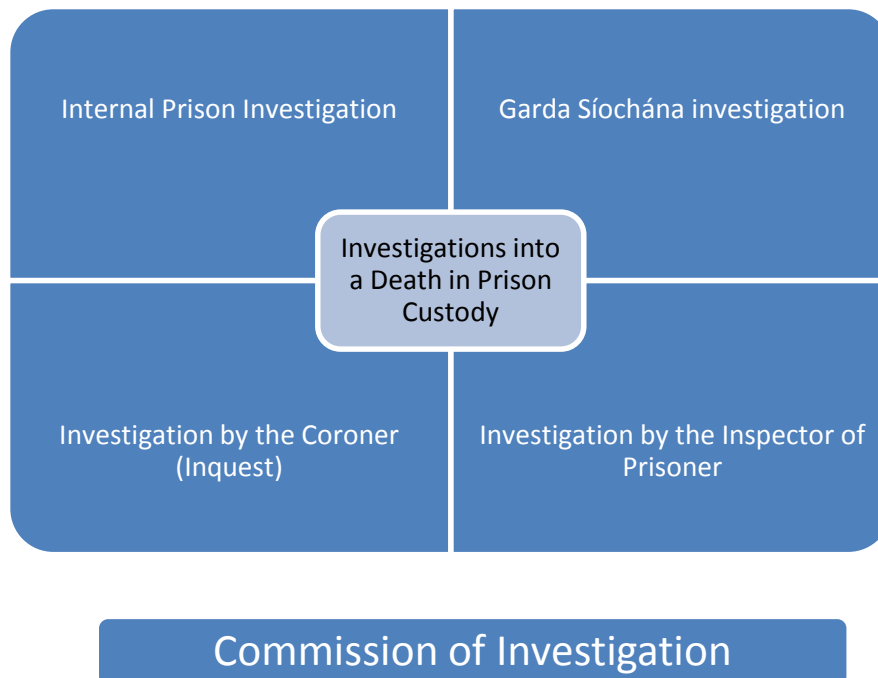 Internal Prison Investigation
Garda Síochána investigation
Investigations into
a Death in Prison
Custody
Investigation by the Coroner
(Inquest)
Investigation by the Inspector of
Prisoner
Commission of Investigation